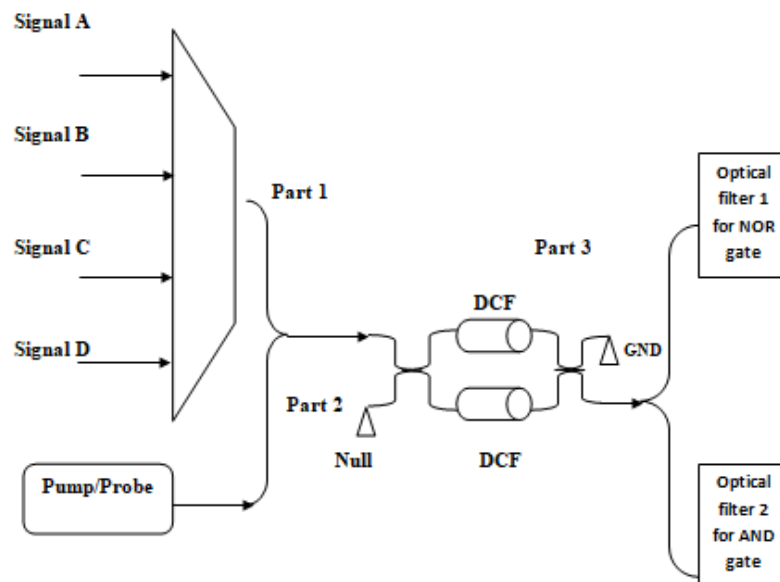 Signal A
Signal B
Signal C
Signal D
Pump/Probe
Part 1
Part 2
Null
Part 3
DCF
DCF
GND
Optical
filter 1
for NOR
gate
Optical
filter 2
for AND
gate